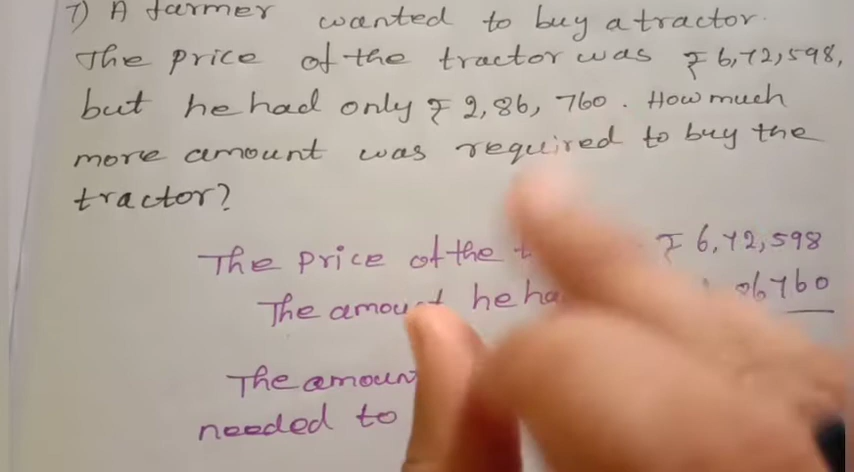 7) A farmer wanted to buy a tractor.
The price of the tractor was ₹ 6,72,598,
but he had only ₹ 2,86, 760. How much
more amount was required to buy the
tractor?
The price of the ₹ 6,72,598
The amount he 760
The amoun
needed to